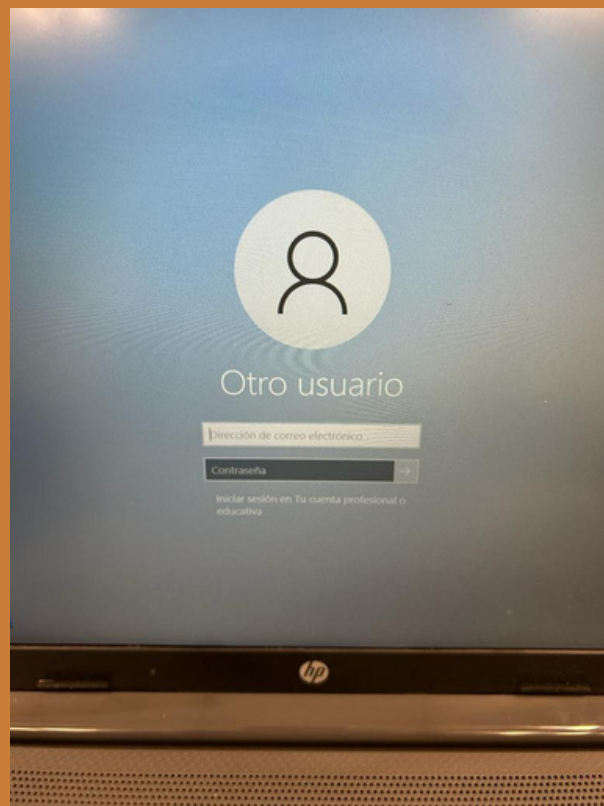 Otro usuario
Dirección de correo electrónico
Contraseña
Iniciar sesión en Tu cuenta profesional o
educativa
hp